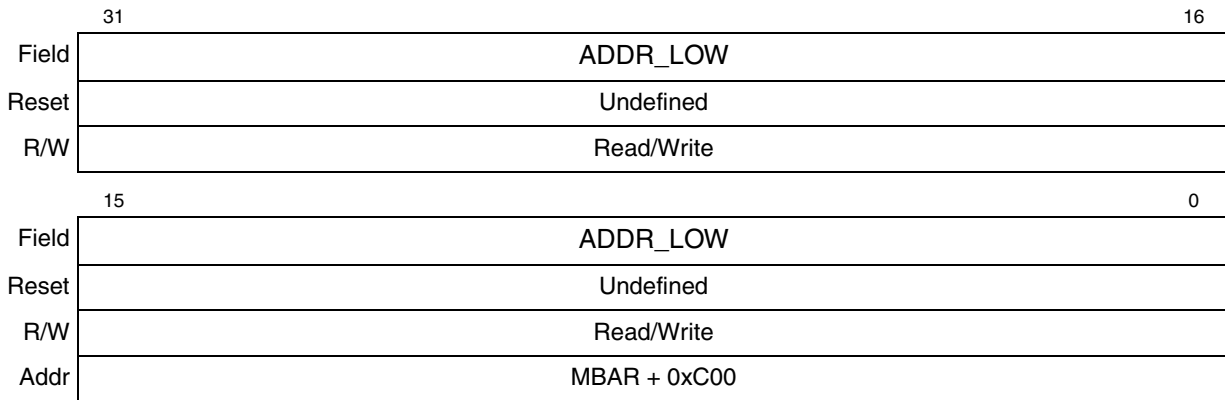 31 16
Field ADDR_LOW
Reset Undefined
R/W Read/Write
15 0
Field ADDR_LOW
Reset Undefined
R/W Read/Write
Addr MBAR + 0xC00